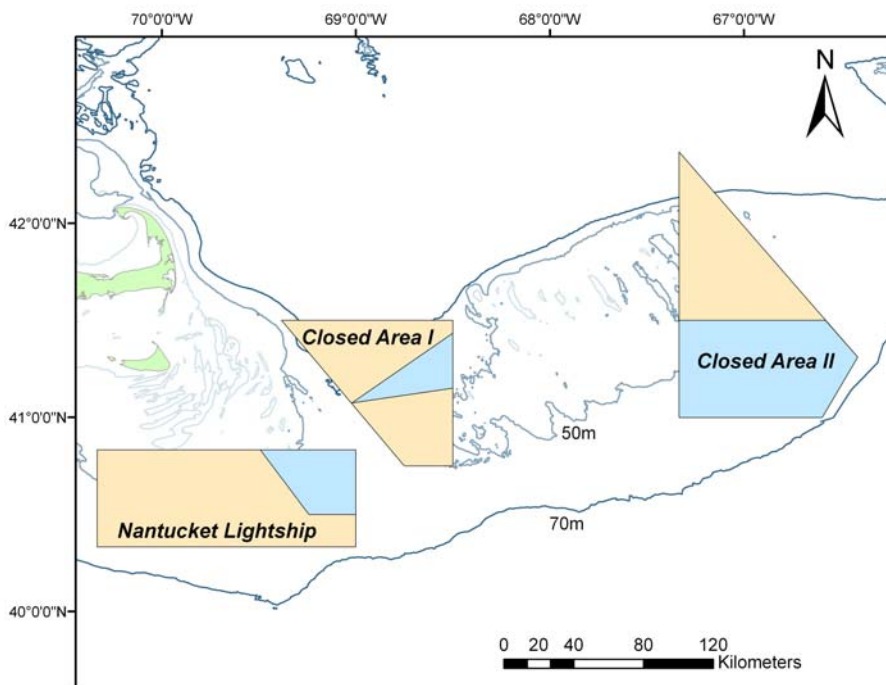 70°0'0"W 69°0'0"W 68°0'0"W 67°0'0"W
N
42°0'0"N
Closed Area I
Closed Area II
41°0'0"N
50m
Nantucket Lightship
70m
40°0'0"N
0 20 40 80 120
Kilometers